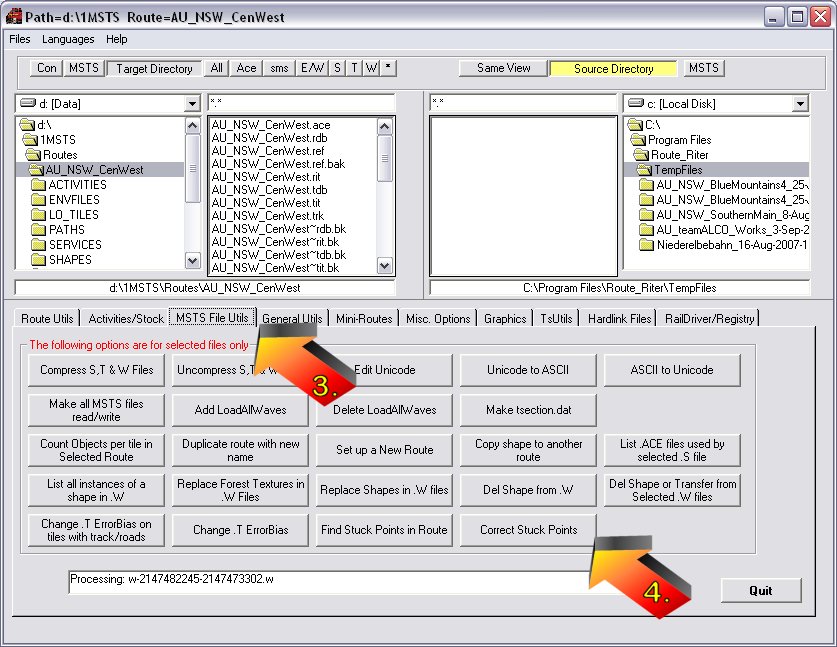 Path=d:\1MSTS Route=AU_NSW_CenWest
Files Languages Help
Con MSTS Target Directory All Ace sms E/W S T W * Same View Source Directory MSTS
d: [Data] *.* *.* c: [Local Disk]
d:\
1MSTS
Routes
AU_NSW_CenWest
ACTIVITIES
ENVFILES
LO_TILES
PATHS
SERVICES
SHAPES
AU_NSW_CenWest.ace
AU_NSW_CenWest.rdb
AU_NSW_CenWest.ref
AU_NSW_CenWest.ref.bak
AU_NSW_CenWest.rit
AU_NSW_CenWest.tdb
AU_NSW_CenWest.tit
AU_NSW_CenWest.trk
AU_NSW_CenWest~rdb.bk
AU_NSW_CenWest~rit.bk
AU_NSW_CenWest~tdb.bk
AU_NSW_CenWest~tit.bk
C:\
Program Files
Route_Riter
TempFiles
AU_NSW_BlueMountains4_25-
AU_NSW_BlueMountains4_25-
AU_NSW_SouthernMain_8-Aug
AU_teamALCO_Works_3-Sep-2
Niederelbebahn_16-Aug-2007-1
d:\1MSTS\Routes\AU_NSW_CenWest C:\Program Files\Route_Riter\TempFiles
Route Utils Activities/Stock MSTS File Utils General Utils Mini-Routes Misc. Options Graphics TsUtils Hardlink Files RailDriver/Registry
The following options are for selected files only
Compress S,T & W Files Uncompress S,T & W Edit Unicode Unicode to ASCII ASCII to Unicode
3.
Make all MSTS files
read/write
Add LoadAllWaves Delete LoadAllWaves Make tsection.dat
Count Objects per tile in
Selected Route
Duplicate route with new
name
Set up a New Route
Copy shape to another
route
List .ACE files used by
selected .S file
List all instances of a
shape in .W
Replace Forest Textures in
.W Files
Replace Shapes in .W files
Del Shape from .W
Del Shape or Transfer from
Selected .W files
Change .T ErrorBias on
tiles with track/roads
Change .T ErrorBias Find Stuck Points in Route Correct Stuck Points
4.
Processing: w-2147482245-2147473302.w
Quit